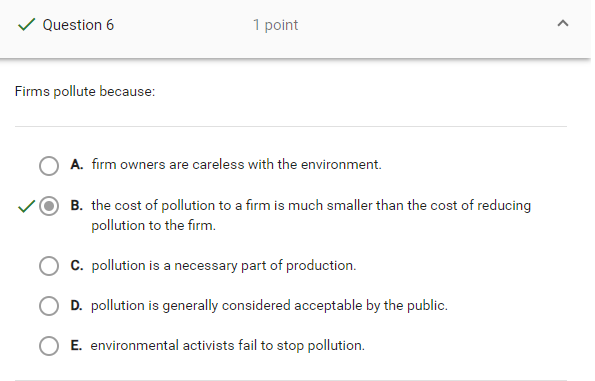 Question 6 1 point
Firms pollute because:
A. firm owners are careless with the environment.
B. the cost of pollution to a firm is much smaller than the cost of reducing
pollution to the firm.
C. pollution is a necessary part of production.
D. pollution is generally considered acceptable by the public.
E. environmental activists fail to stop pollution.